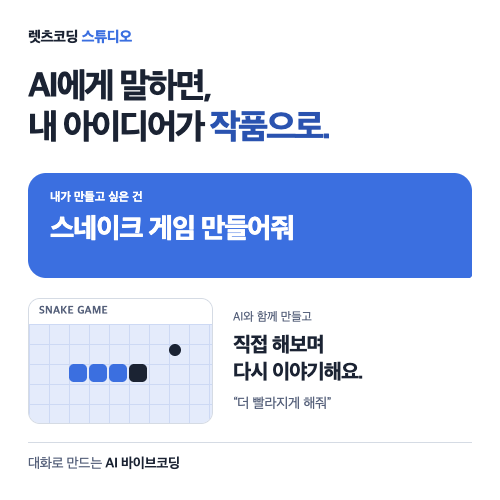 렛츠코딩 스튜디오
AI에게 말하면,
내 아이디어가 작품으로.
내가 만들고 싶은 건
스네이크 게임 만들어줘
SNAKE GAME
AI와 함께 만들고
직접 해보며
다시 이야기해요.
"더 빨라지게 해줘"
대화로 만드는 AI 바이브코딩